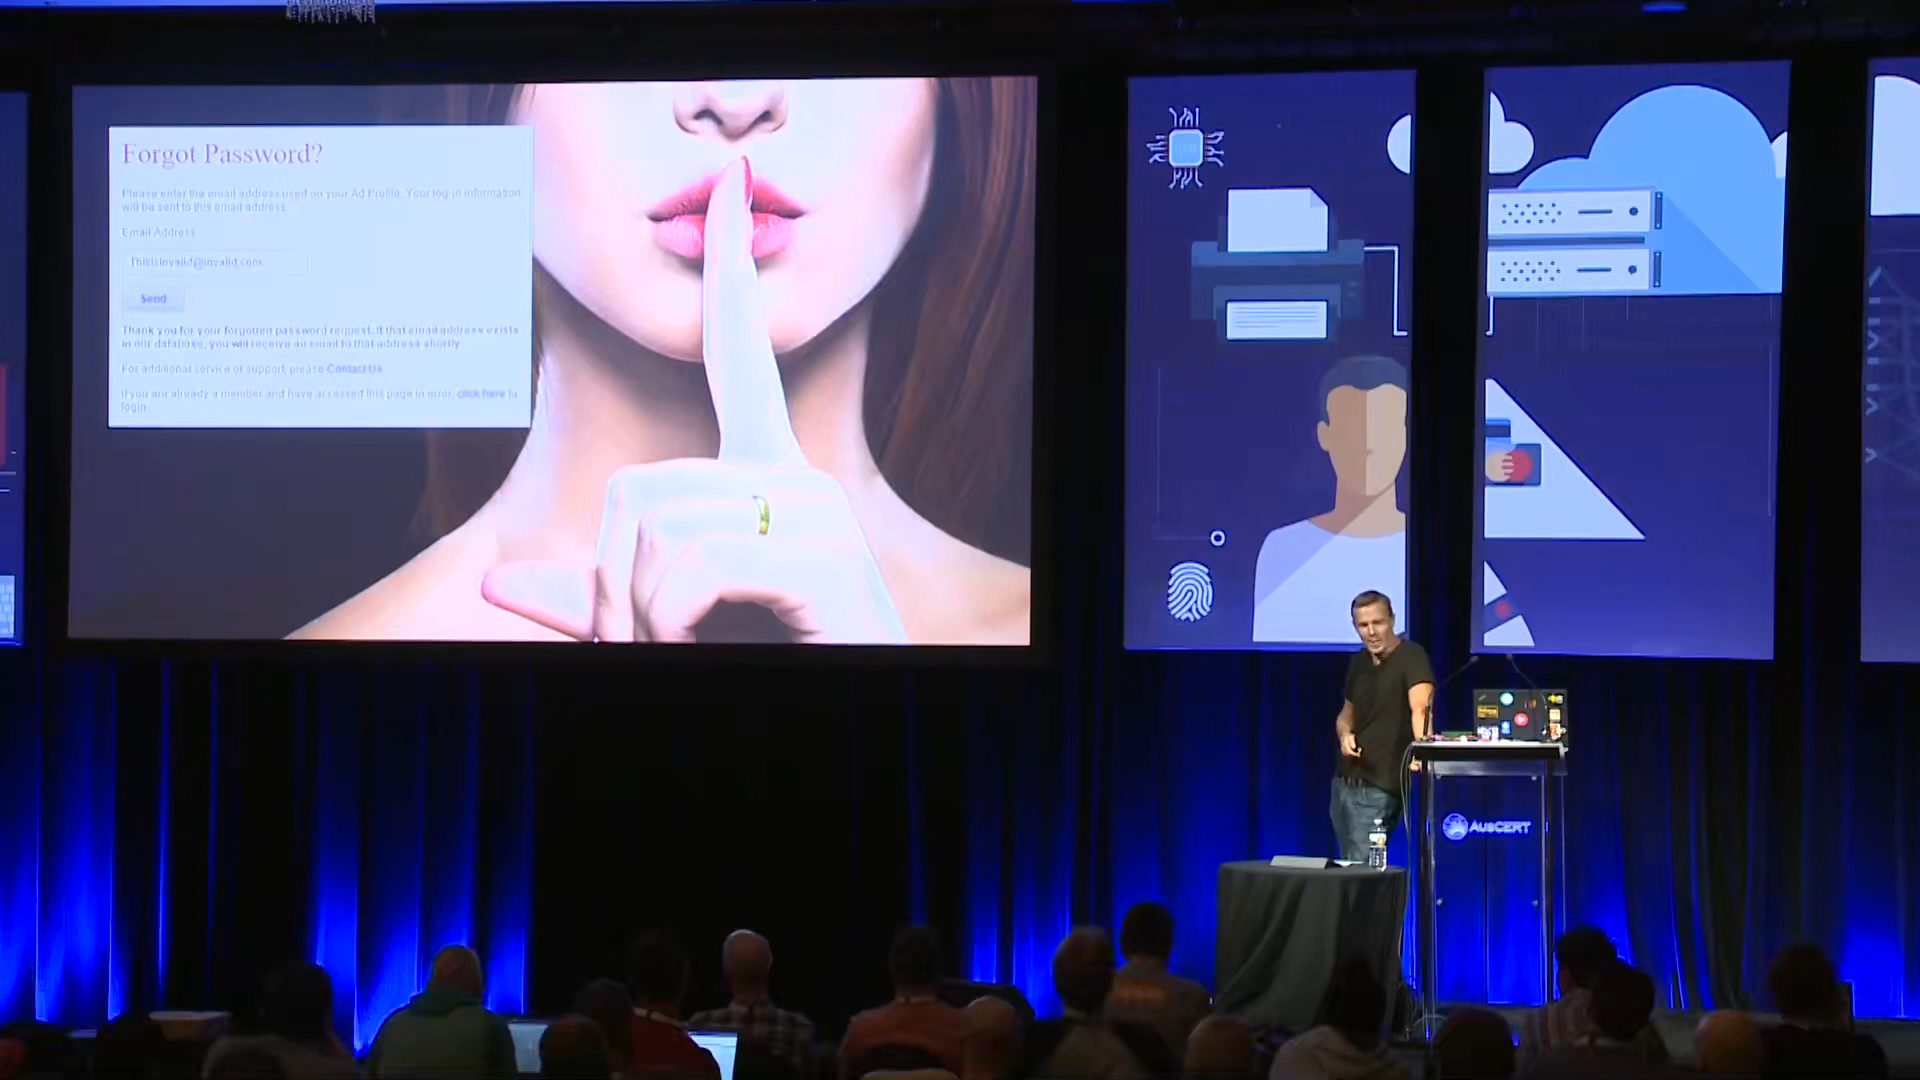 Forgot Password?
Please enter the email address used on your Ad Profile. Your log in information
will be sent to this email address.
Email Address
ThisIsInvalid@invalid.com
Send
Thank you for your forgotten password request. If that email address exists
in our database, you will receive an email to that address shortly.
For additional service or support, please Contact Us.
If you are already a member and have accessed this page in error, click here to
login.
AusCERT